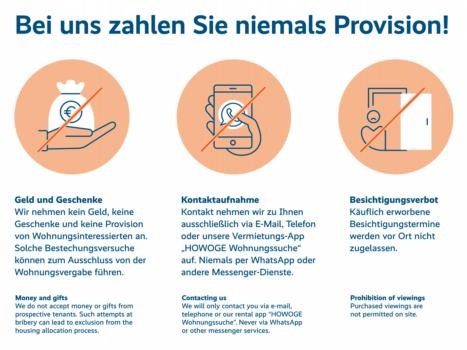 Bei uns zahlen Sie niemals Provision!
Geld und Geschenke
Wir nehmen kein Geld, keine
Geschenke und keine Provision
von Wohnungsinteressierten an.
Solche Bestechungsversuche
können zum Ausschluss von der
Wohnungsvergabe führen.
Money and gifts
We do not accept money or gifts from
prospective tenants. Such attempts at
bribery can lead to exclusion from the
housing allocation process.
Kontaktaufnahme
Kontakt nehmen wir zu Ihnen
ausschließlich via E-Mail, Telefon
oder unsere Vermietungs-App
„HOWOGE Wohnungssuche“
auf. Niemals per WhatsApp oder
andere Messenger-Dienste.
Contacting us
We will only contact you via e-mail,
telephone or our rental app "HOWOGE
Wohnungssuche". Never via WhatsApp
or other messenger services.
Besichtigungsverbot
Käuflich erworbene
Besichtigungstermine
werden vor Ort nicht
zugelassen.
Prohibition of viewings
Purchased viewings are
not permitted on site.